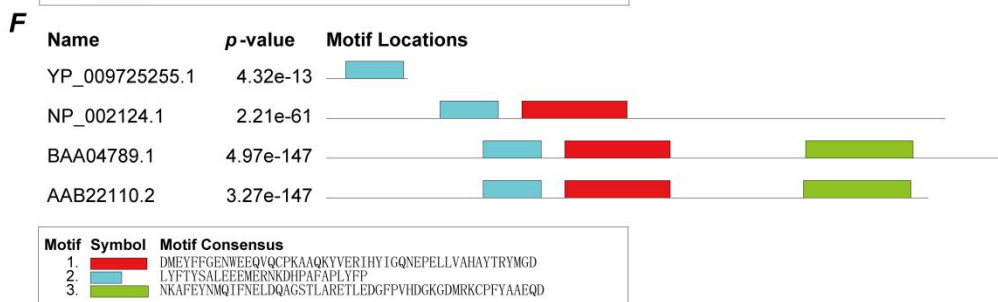 F
Name p-value Motif Locations
YP_009725255.1 4.32e-13
NP_002124.1 2.21e-61
BAA04789.1 4.97e-147
AAB22110.2 3.27e-147
Motif Symbol Motif Consensus
1. DMEYFFGENWEEQVQCPKAAQKYVERIHYIGQNEPELLVAHAYTRYMGD
2. LYFTYSALEEEMERNKDHPAFAPLYFP
3. NKAFEYNMQIFNELDQAGSTLARETLEDGFPVHDGKGDMRKCPFYAAEQD